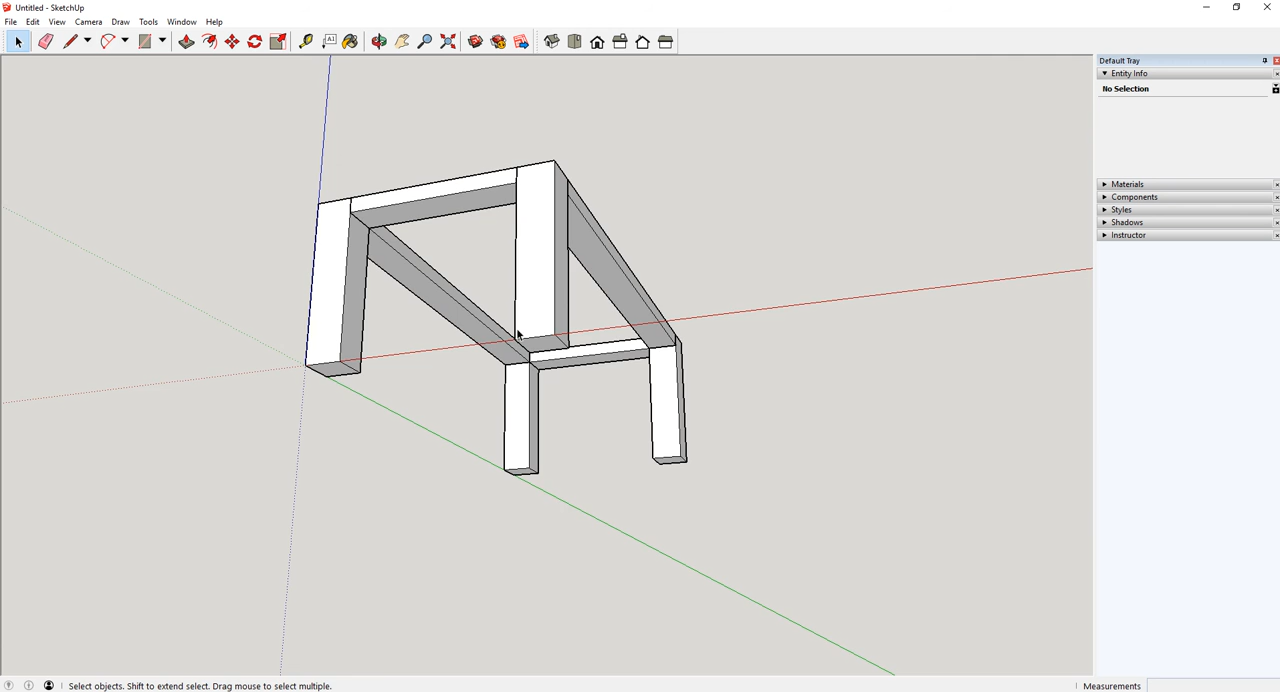 Untitled - SketchUp
File Edit View Camera Draw Tools Window Help
Default Tray
Entity Info
No Selection
Materials
Components
Styles
Shadows
Instructor
Select objects. Shift to extend select. Drag mouse to select multiple.
Measurements